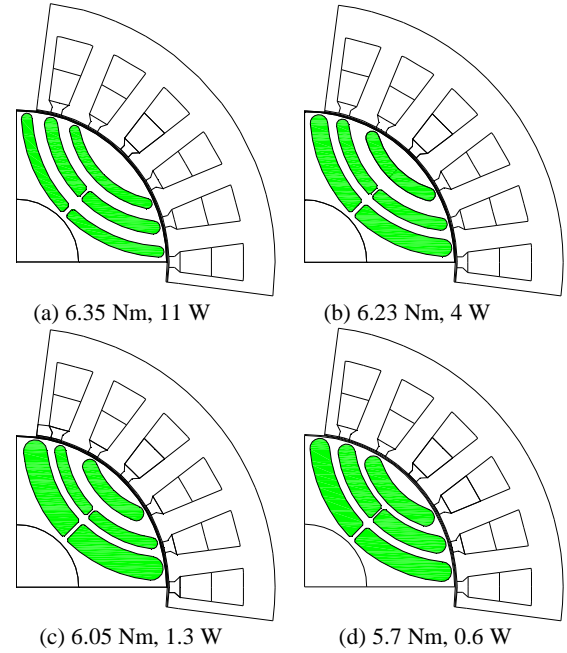 (a) 6.35 Nm, 11 W
(b) 6.23 Nm, 4 W
(c) 6.05 Nm, 1.3 W
(d) 5.7 Nm, 0.6 W